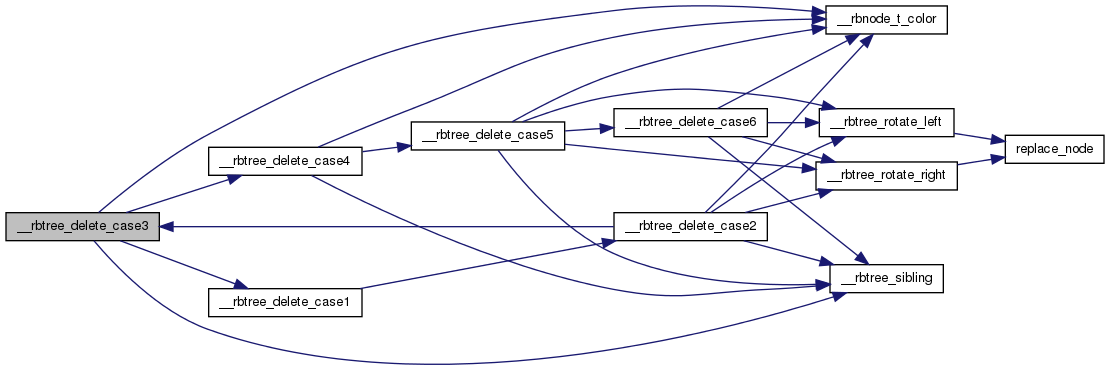 __rbnode_t_color
__rbtree_delete_case6
__rbtree_rotate_left
__rbtree_delete_case5
replace_node
__rbtree_delete_case4
__rbtree_rotate_right
__rbtree_delete_case3
__rbtree_delete_case2
__rbtree_sibling
__rbtree_delete_case1